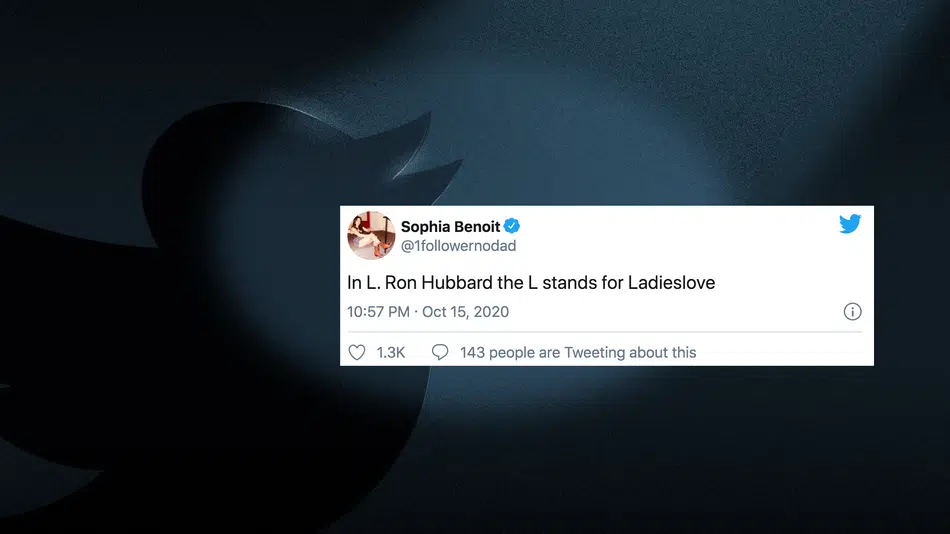 Sophia Benoit
@1followernodad
In L. Ron Hubbard the L stands for Ladieslove
10:57 PM · Oct 15, 2020
1.3K 143 people are Tweeting about this